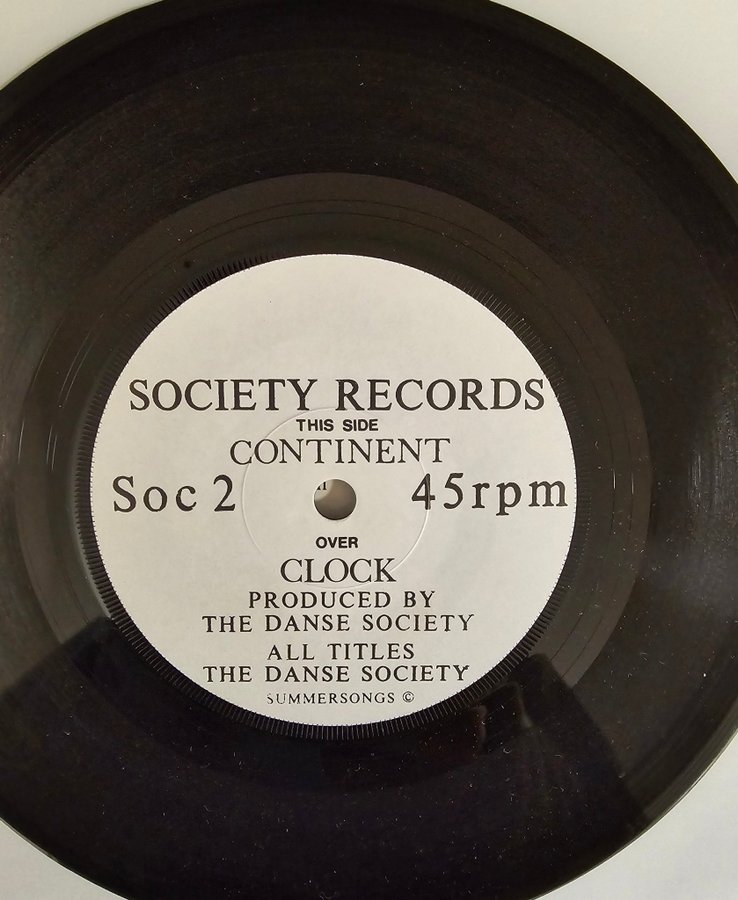 SOCIETY RECORDS
THIS SIDE
CONTINENT
Soc 2 45rpm
OVER
CLOCK
PRODUCED BY
THE DANSE SOCIETY
ALL TITLES
THE DANSE SOCIETY
SUMMERSONGS ©